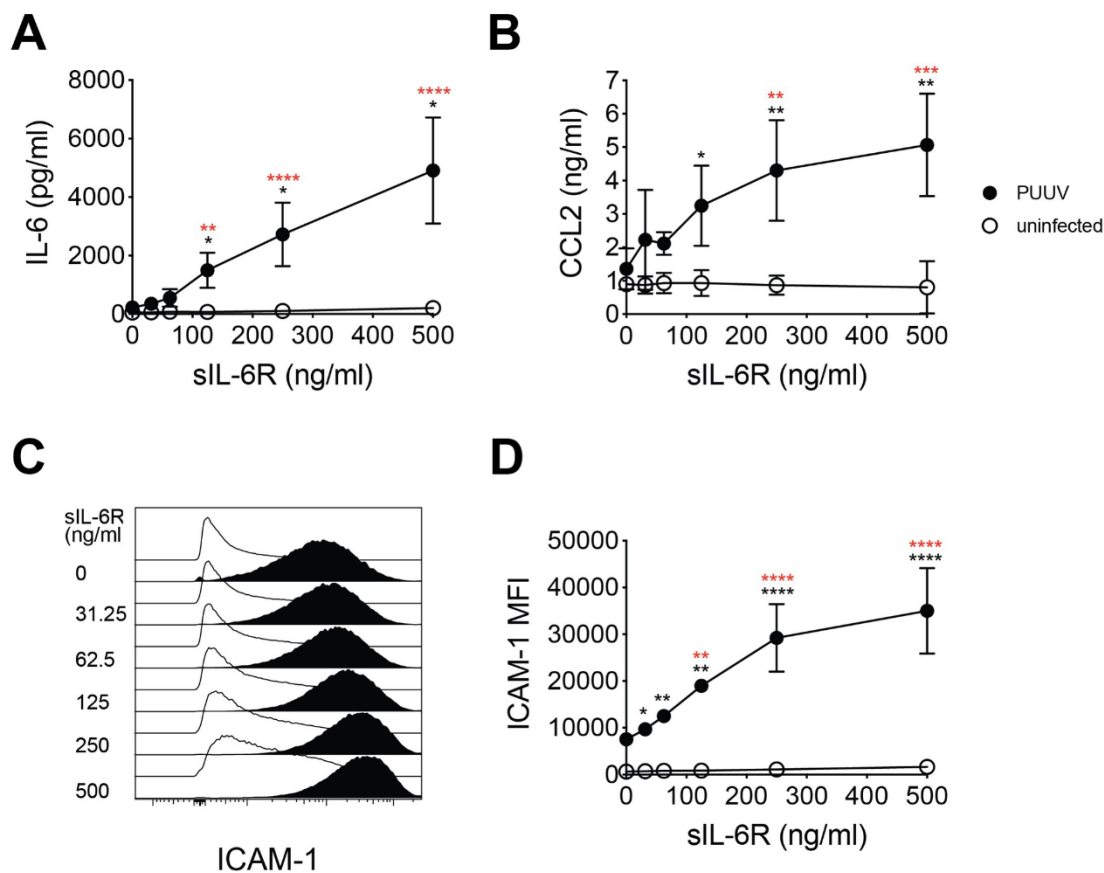 A
8000
6000
4000
2000
0
IL-6 (pg/ml)
**
*
****
*
****
*
0 100 200 300 400 500
sIL-6R (ng/ml)
B
7
6
5
4
3
2
1
0
CCL2 (ng/ml)
*
**
**
***
**
0 100 200 300 400 500
sIL-6R (ng/ml)
PUUV
uninfected
C
sIL-6R
(ng/ml
0
31.25
62.5
125
250
500
ICAM-1
D
50000
40000
30000
20000
10000
0
ICAM-1 MFI
*
**
**
**
****
****
****
****
0 100 200 300 400 500
sIL-6R (ng/ml)